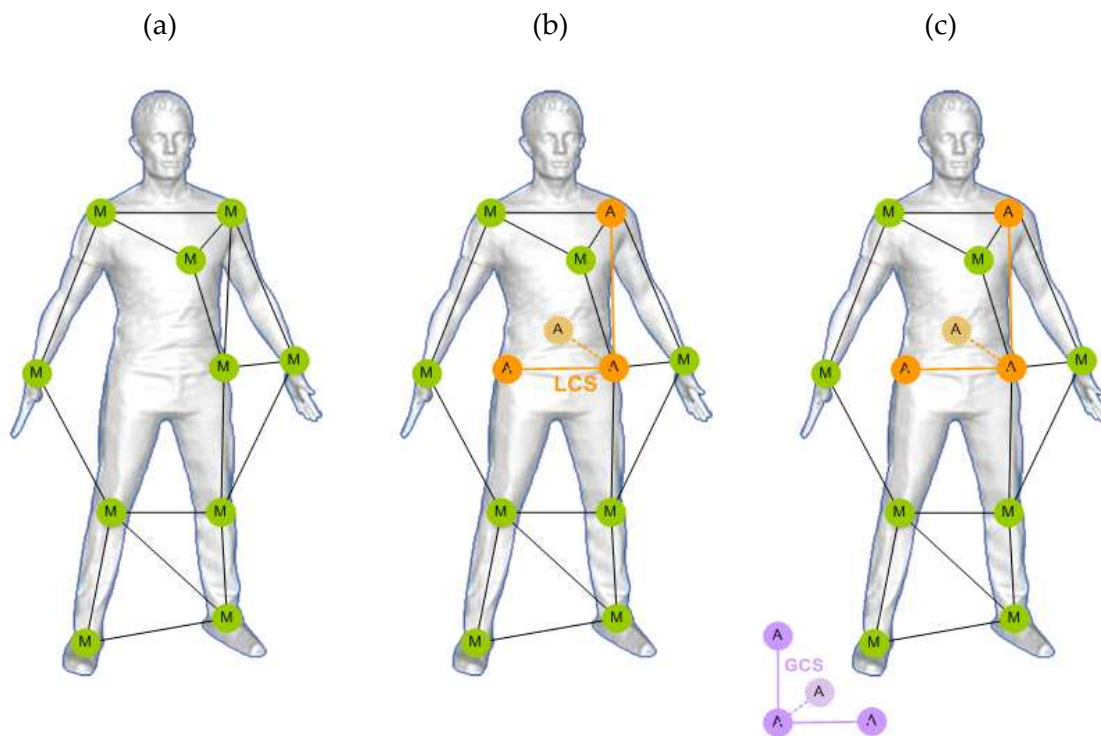 (a) (b) (c)
M M M A M A
M M M
A A
M M M M A A M M A A M
LCS
M M M M M M
M M M
M M A M
GCS
A
A A